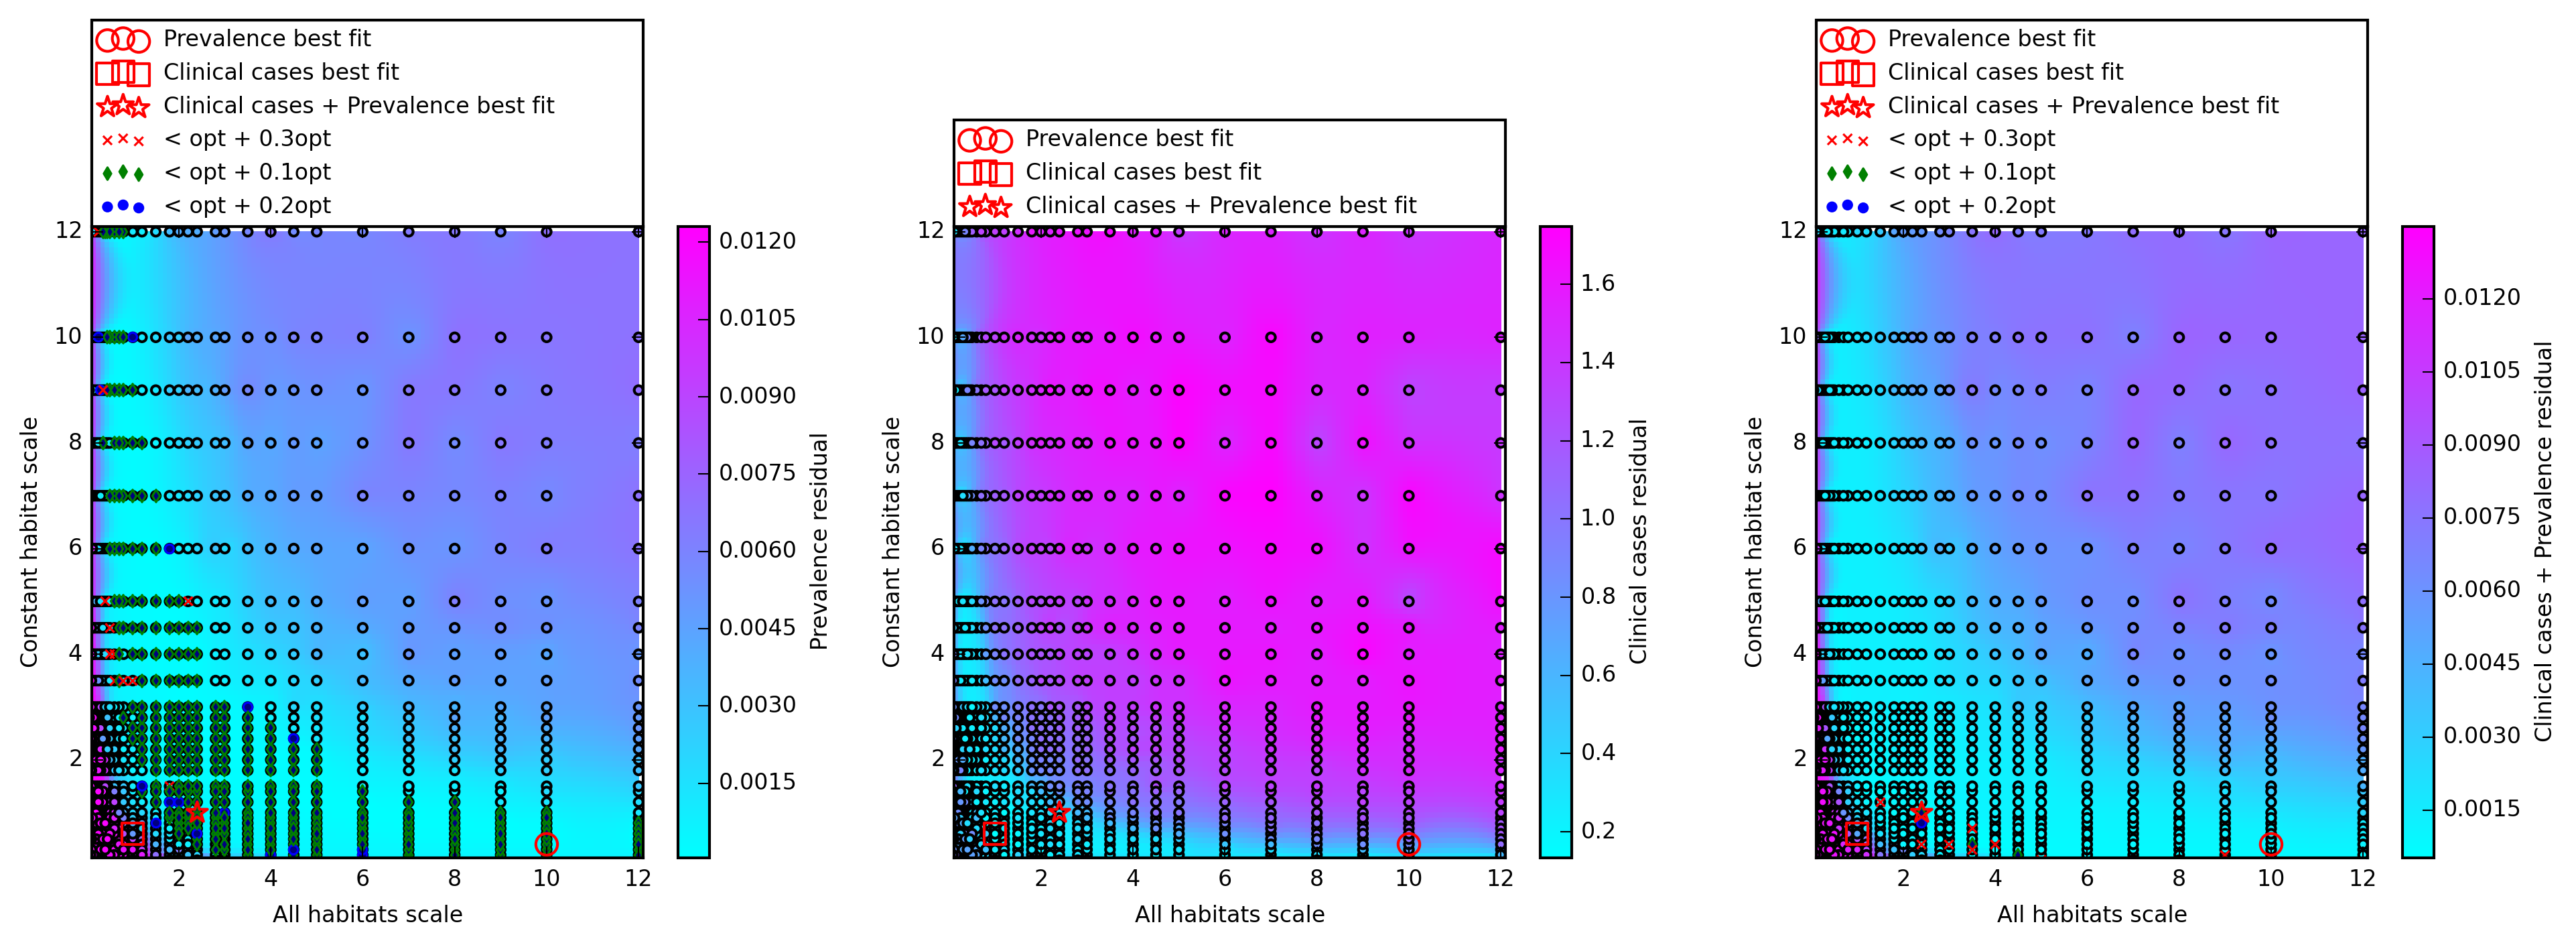 Prevalence best fit
Clinical cases best fit
Clinical cases + Prevalence best fit
< opt + 0.3opt
< opt + 0.1opt
< opt + 0.2opt
12
10
8
6
4
2
Constant habitat scale
2 4 6 8 10 12
All habitats scale
0.0120
0.0105
0.0090
0.0075
0.0060
0.0045
0.0030
0.0015
Prevalence residual
Prevalence best fit
Clinical cases best fit
Clinical cases + Prevalence best fit
12
10
8
6
4
2
Constant habitat scale
2 4 6 8 10 12
All habitats scale
1.6
1.4
1.2
1.0
0.8
0.6
0.4
0.2
Clinical cases residual
Prevalence best fit
Clinical cases best fit
Clinical cases + Prevalence best fit
< opt + 0.3opt
< opt + 0.1opt
< opt + 0.2opt
12
10
8
6
4
2
Constant habitat scale
2 4 6 8 10 12
All habitats scale
0.0120
0.0105
0.0090
0.0075
0.0060
0.0045
0.0030
0.0015
Clinical cases + Prevalence residual